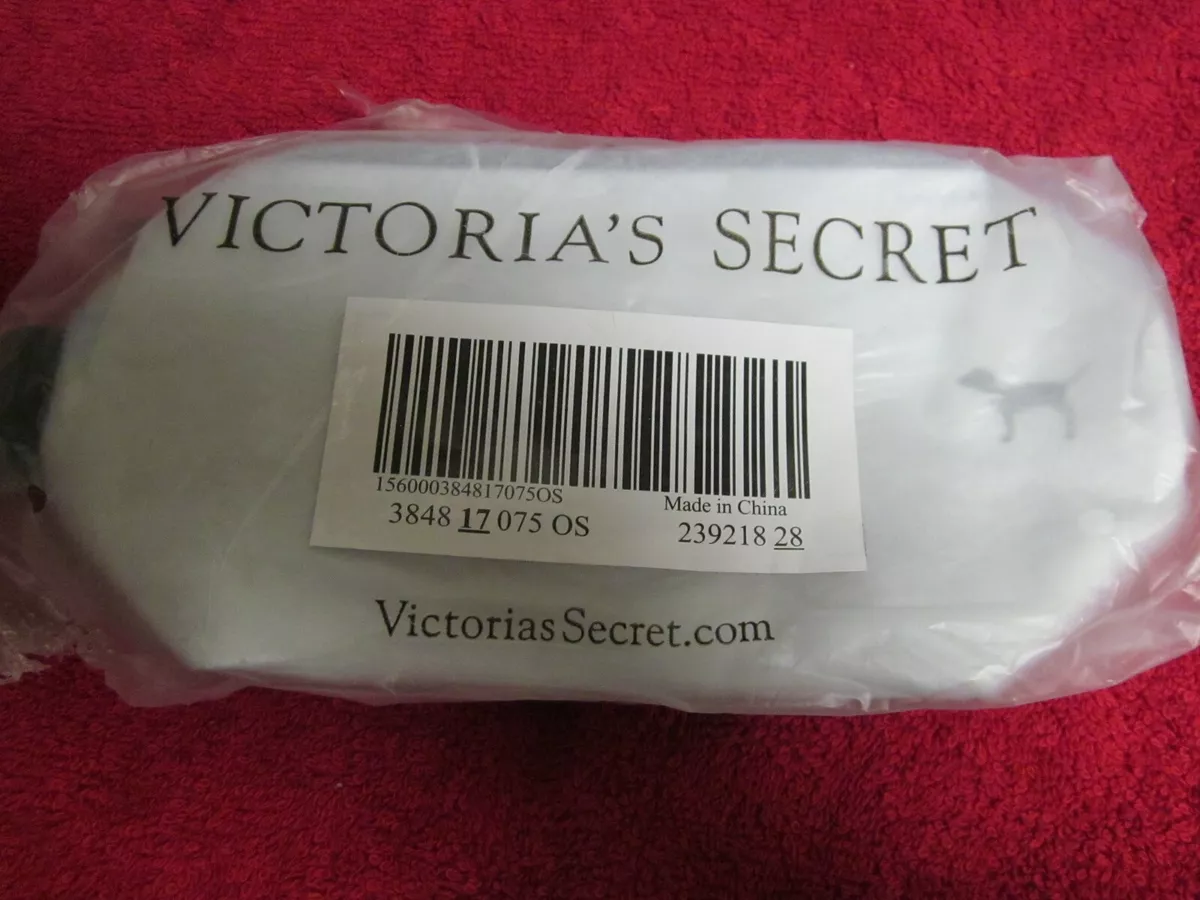 VICTORIA'S SECRET
156000384817075OS
Made in China
3848 17 075 OS
239218 28
VictoriasSecret.com